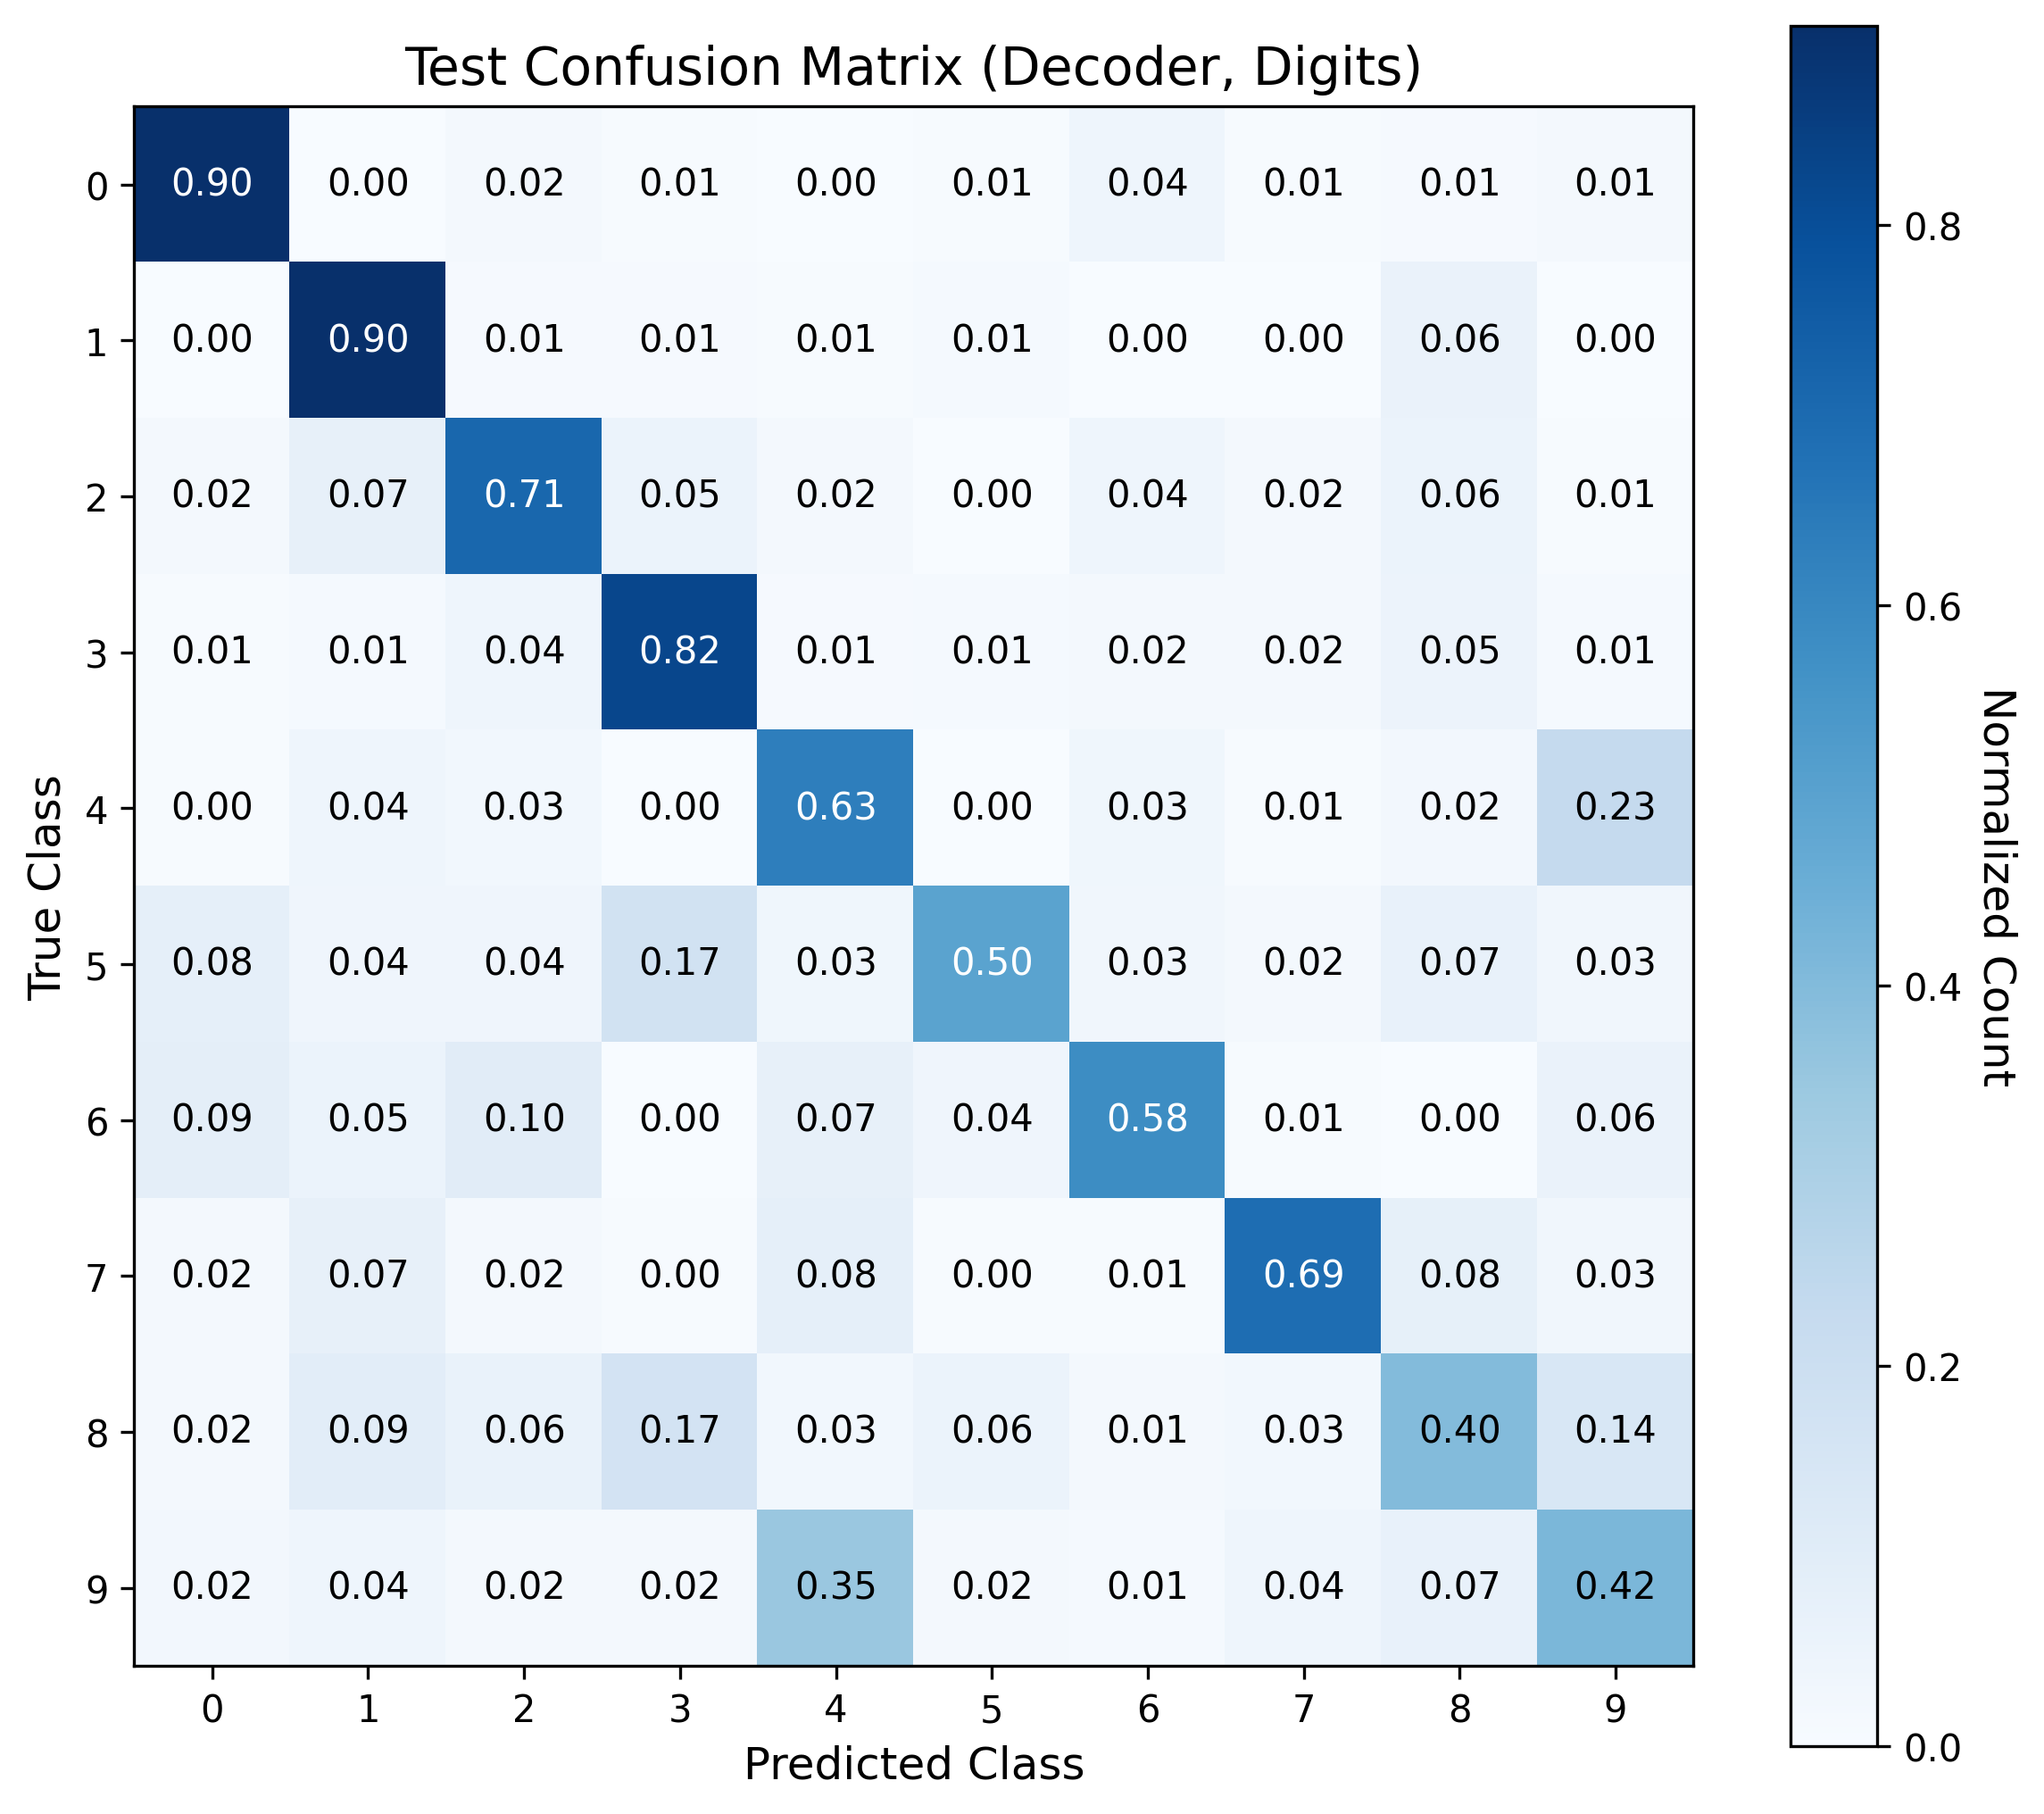 Test Confusion Matrix (Decoder, Digits)
0 0.90 0.00 0.02 0.01 0.00 0.01 0.04 0.01 0.01 0.01
1 0.00 0.90 0.01 0.01 0.01 0.01 0.00 0.00 0.06 0.00
2 0.02 0.07 0.71 0.05 0.02 0.00 0.04 0.02 0.06 0.01
3 0.01 0.01 0.04 0.82 0.01 0.01 0.02 0.02 0.05 0.01
4 0.00 0.04 0.03 0.00 0.63 0.00 0.03 0.01 0.02 0.23
5 0.08 0.04 0.04 0.17 0.03 0.50 0.03 0.02 0.07 0.03
6 0.09 0.05 0.10 0.00 0.07 0.04 0.58 0.01 0.00 0.06
7 0.02 0.07 0.02 0.00 0.08 0.00 0.01 0.69 0.08 0.03
8 0.02 0.09 0.06 0.17 0.03 0.06 0.01 0.03 0.40 0.14
9 0.02 0.04 0.02 0.02 0.35 0.02 0.01 0.04 0.07 0.42
0 1 2 3 4 5 6 7 8 9
Predicted Class
True Class
0.8
0.6
0.4
0.2
0.0
Normalized Count